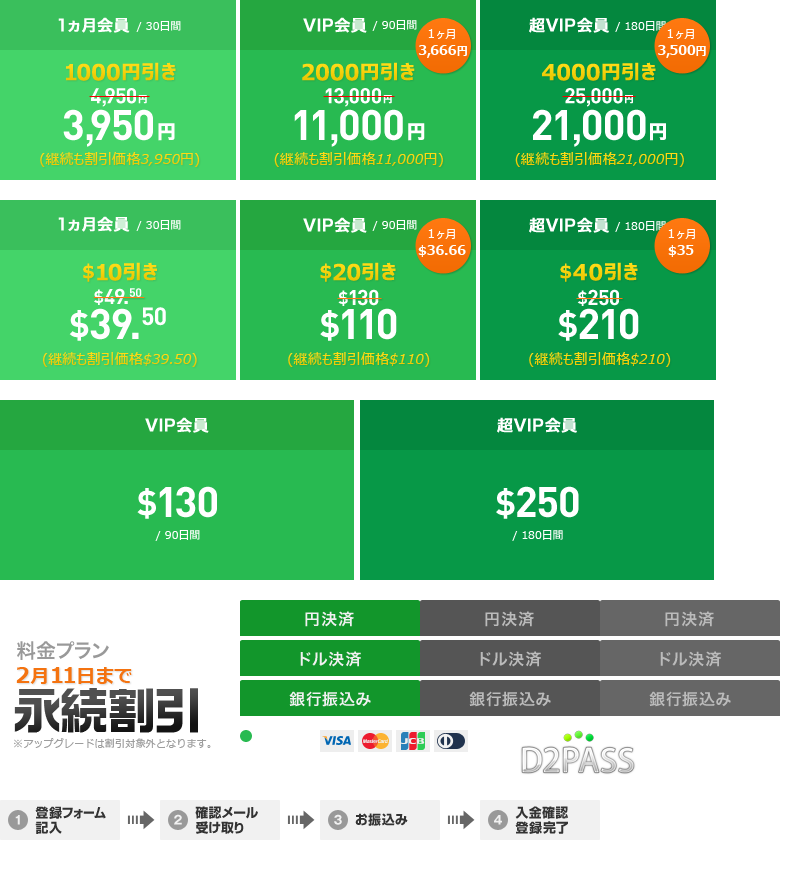 1ヵ月会員 / 30日間
1000円引き
4,950円
3,950円
(継続も割引価格3,950円)
VIP会員 / 90日間
1ヶ月
3,666円
2000円引き
13,000円
11,000円
(継続も割引価格11,000円)
超VIP会員 / 180日間
1ヶ月
3,500円
4000円引き
25,000円
21,000円
(継続も割引価格21,000円)
1ヵ月会員 / 30日間
$10引き
$49.50
$39.50
(継続も割引価格$39.50)
VIP会員 / 90日間
1ヶ月
$36.66
$20引き
$130
$110
(継続も割引価格$110)
超VIP会員 / 180日間
1ヶ月
$35
$40引き
$250
$210
(継続も割引価格$210)
VIP会員
$130
/ 90日間
超VIP会員
$250
/ 180日間
料金プラン
2月11日まで
永続割引
※アップグレードは割引対象外となります。
円決済 円決済 円決済
ドル決済 ドル決済 ドル決済
銀行振込み 銀行振込み 銀行振込み
VISA MasterCard JCB
D2PASS
1 登録フォーム
記入
2 確認メール
受け取り
3 お振込み
4 入金確認
登録完了